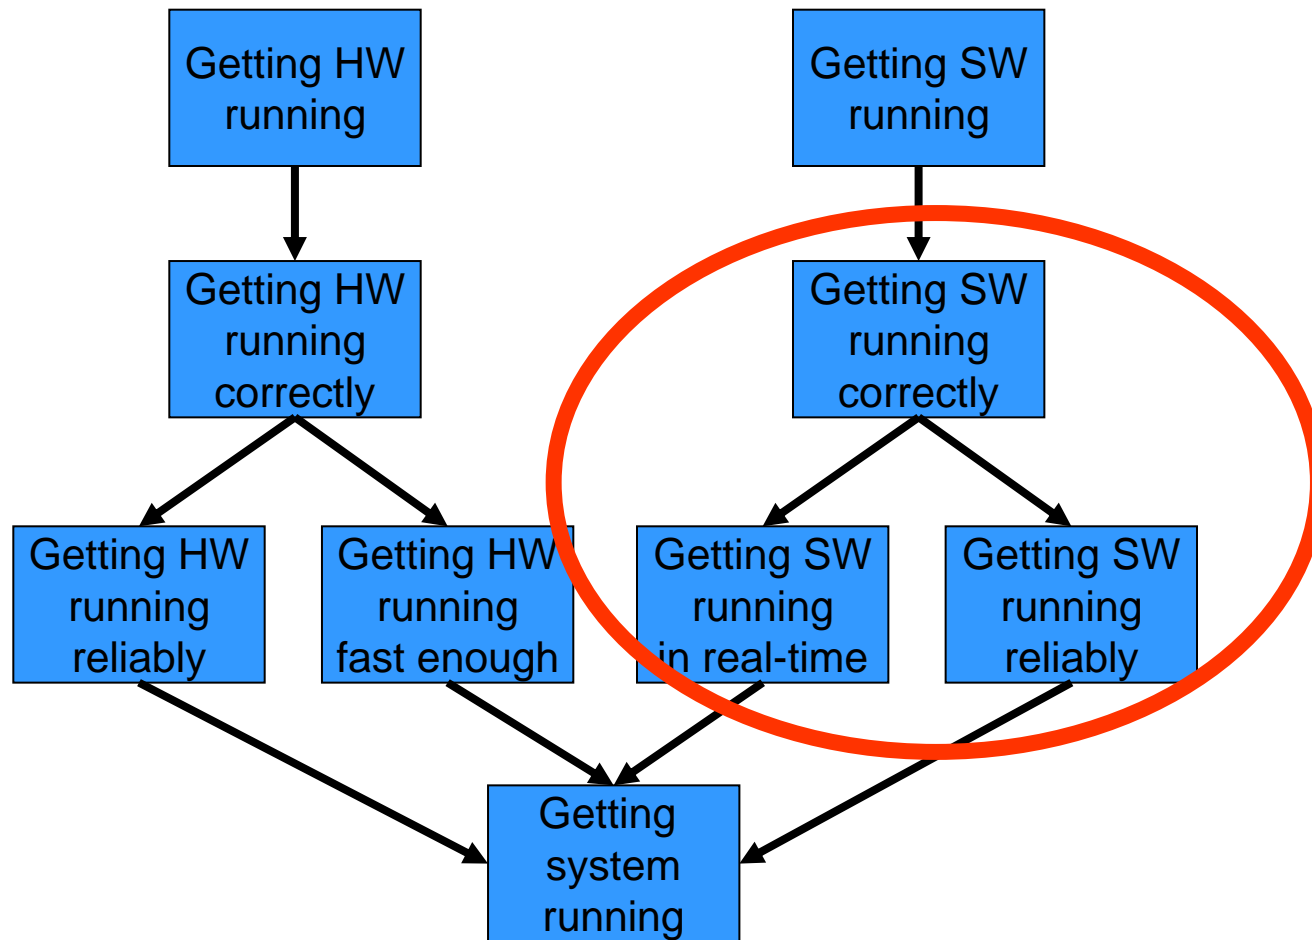 Getting HW
running
Getting SW
running
Getting HW
running
correctly
Getting SW
running
correctly
Getting HW
running
reliably
Getting HW
running
fast enough
Getting SW
running
in real-time
Getting SW
running
reliably
Getting
system
running